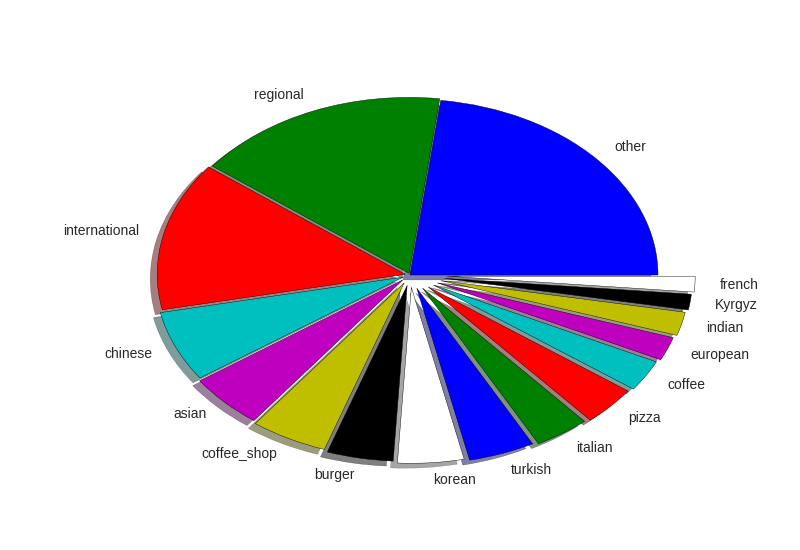 regional
other
international
french
Kyrgyz
indian
chinese
european
coffee
asian
pizza
italian
coffee_shop
turkish
burger
korean